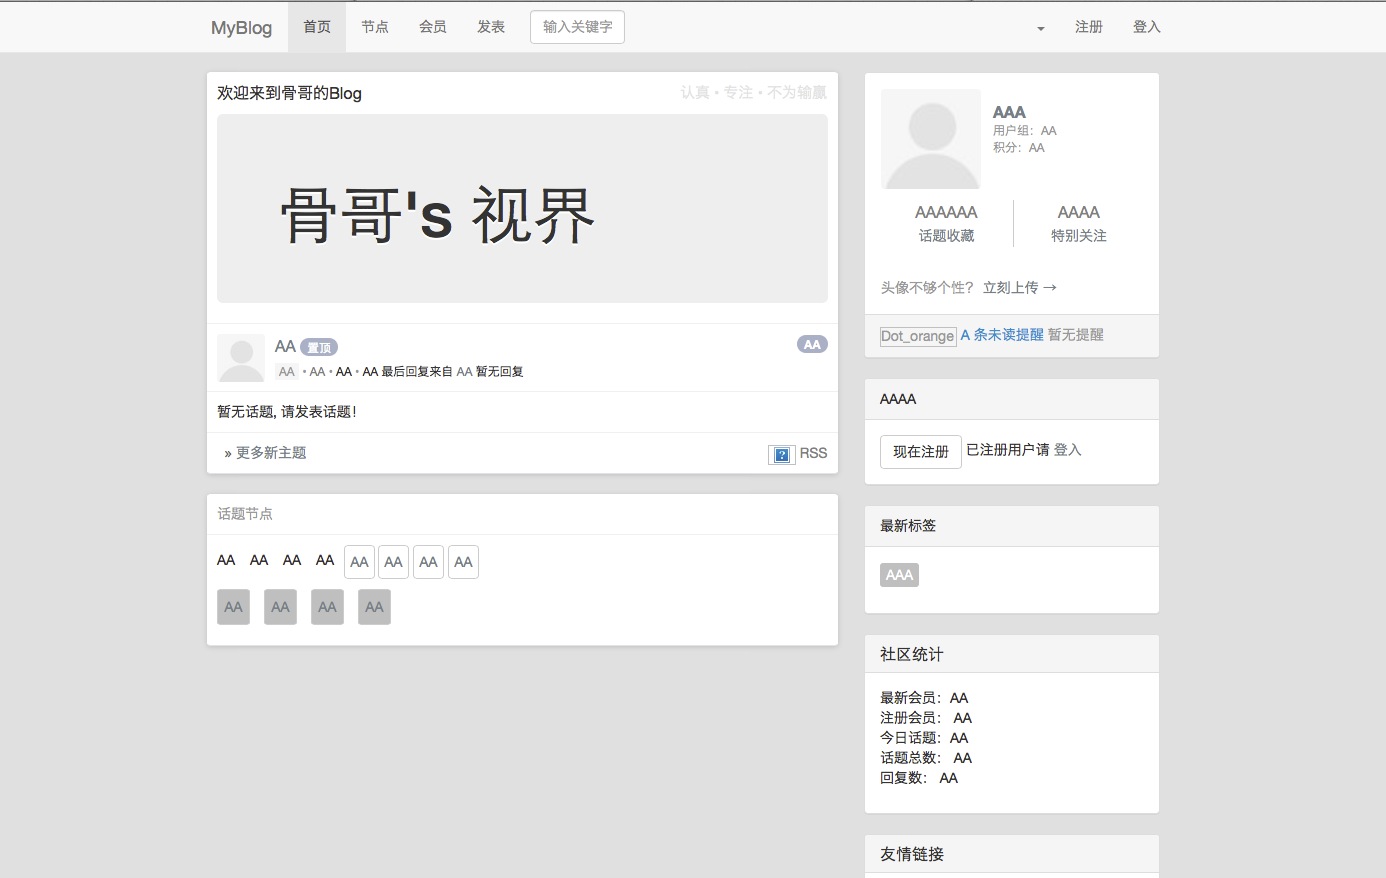 MyBlog 首页 节点 会员 发表 输入关键字 注册 登入
欢迎来到骨哥的Blog 认真 • 专注 • 不为输赢
骨哥's 视界
AA 置顶 AA
AA • AA • AA • AA 最后回复来自 AA 暂无回复
暂无话题, 请发表话题!
» 更多新主题 ? RSS
话题节点
AA AA AA AA AA AA AA AA
AA AA AA AA
AAA
用户组：AA
积分：AA
AAAAAA AAAA
话题收藏 特别关注
头像不够个性？ 立刻上传 →
Dot_orange A 条未读提醒 暂无提醒
AAAA
现在注册 已注册用户请 登入
最新标签
AAA
社区统计
最新会员：AA
注册会员： AA
今日话题：AA
话题总数： AA
回复数： AA
友情链接